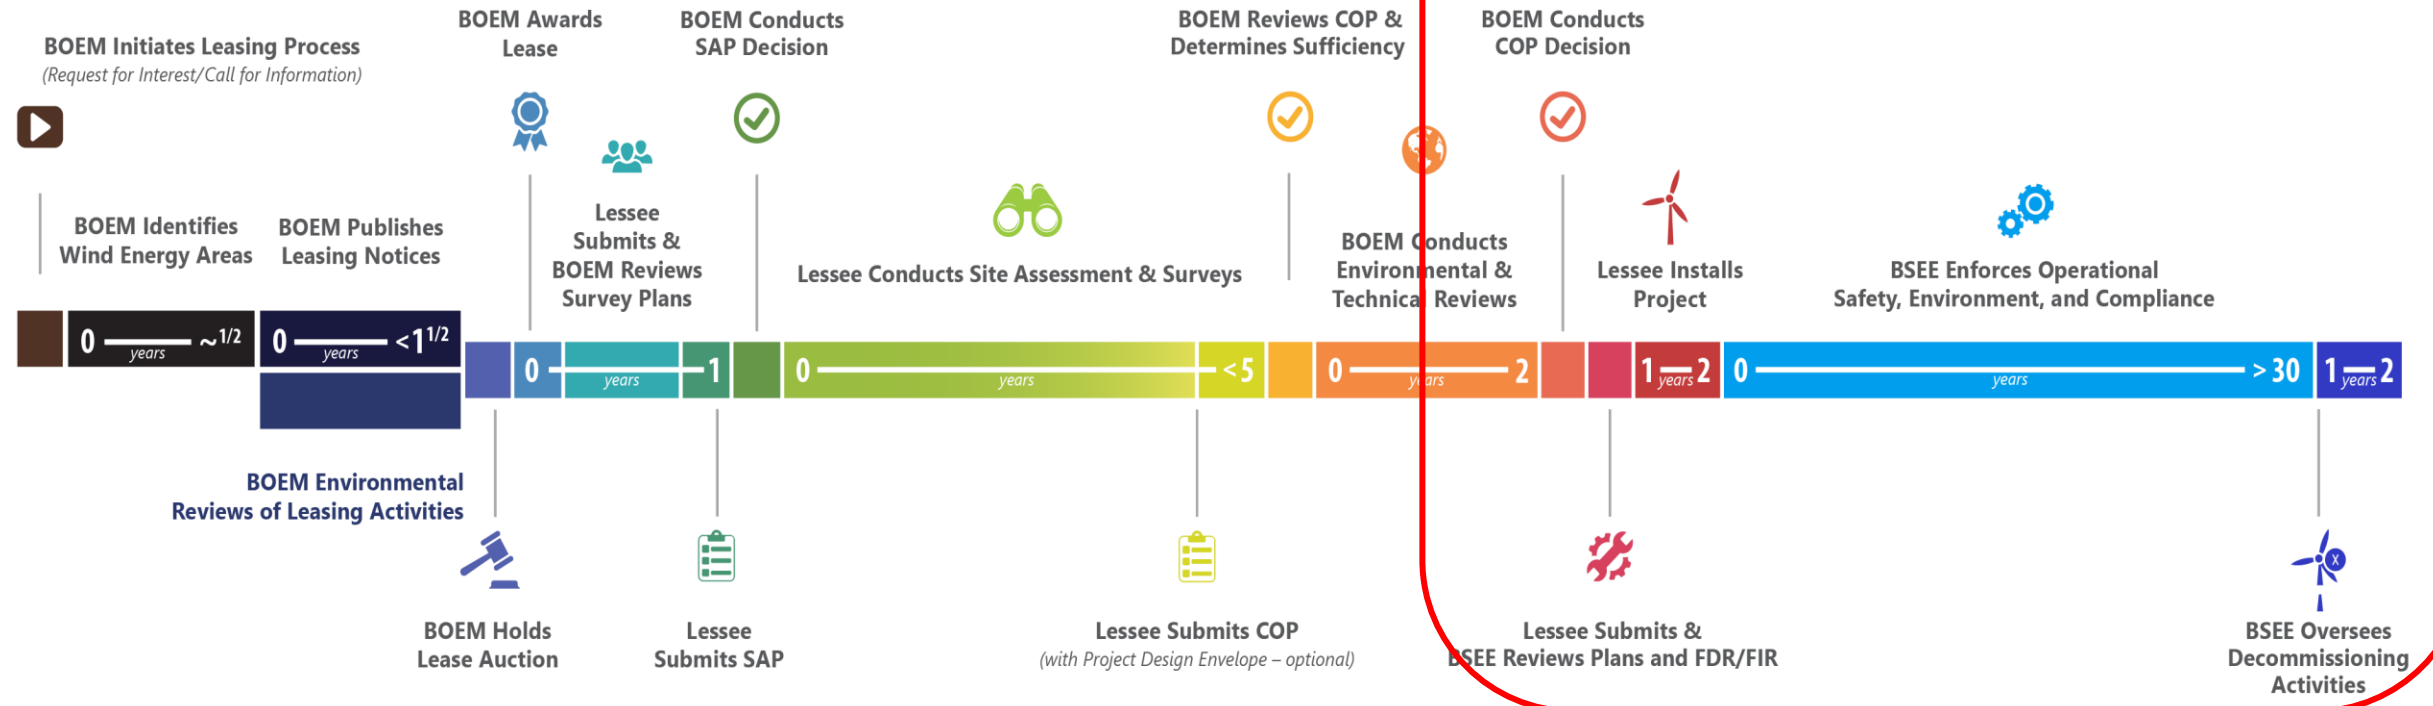 BOEM Initiates Leasing Process
(Request for Interest/Call for Information)
BOEM Identifies
Wind Energy Areas
BOEM Publishes
Leasing Notices
BOEM Awards
Lease
Lessee
Submits &
BOEM Reviews
Survey Plans
BOEM Conducts
SAP Decision
Lessee Conducts Site Assessment & Surveys
BOEM Reviews COP &
Determines Sufficiency
BOEM Conducts
Environmental &
Technical Reviews
BOEM Conducts
COP Decision
Lessee Installs
Project
BSEE Enforces Operational
Safety, Environment, and Compliance
0 years ~1/2
0 years <1 1/2
0 years 1
0 years <5
0 years 2
1 years 2
0 years > 30
1 years 2
BOEM Environmental
Reviews of Leasing Activities
BOEM Holds
Lease Auction
Lessee
Submits SAP
Lessee Submits COP
(with Project Design Envelope – optional)
Lessee Submits &
BSEE Reviews Plans and FDR/FIR
X
BSEE Oversees
Decommissioning
Activities